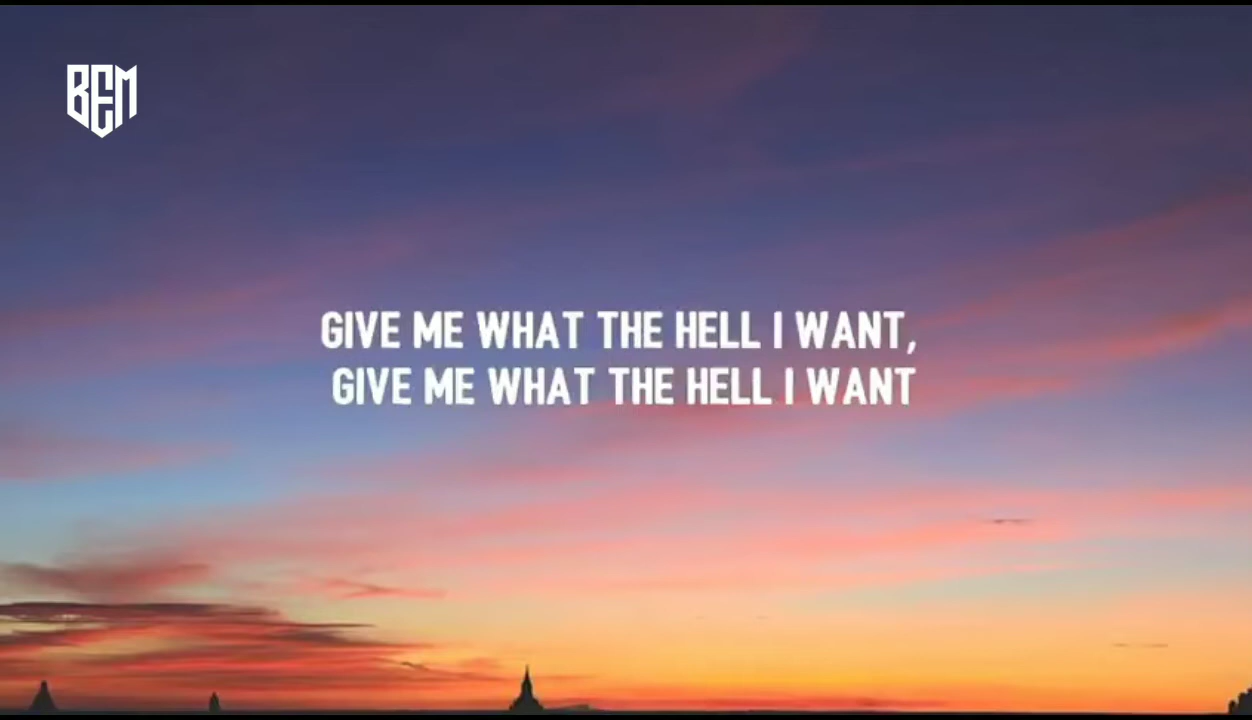 BEM
GIVE ME WHAT THE HELL I WANT,
GIVE ME WHAT THE HELL I WANT